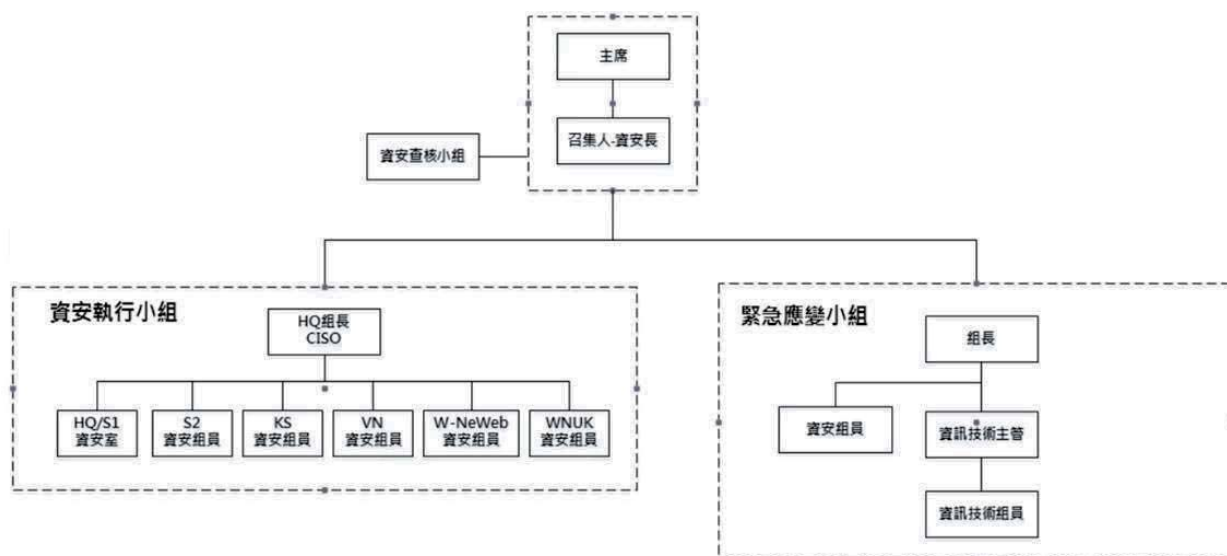 主席
召集人-資安長
資安查核小組
資安執行小組
HQ組長
CISO
HQ/S1
資安室
S2
資安組員
KS
資安組員
VN
資安組員
W-NeWeb
資安組員
WNUK
資安組員
緊急應變小組
組長
資安組員
資訊技術主管
資訊技術組員